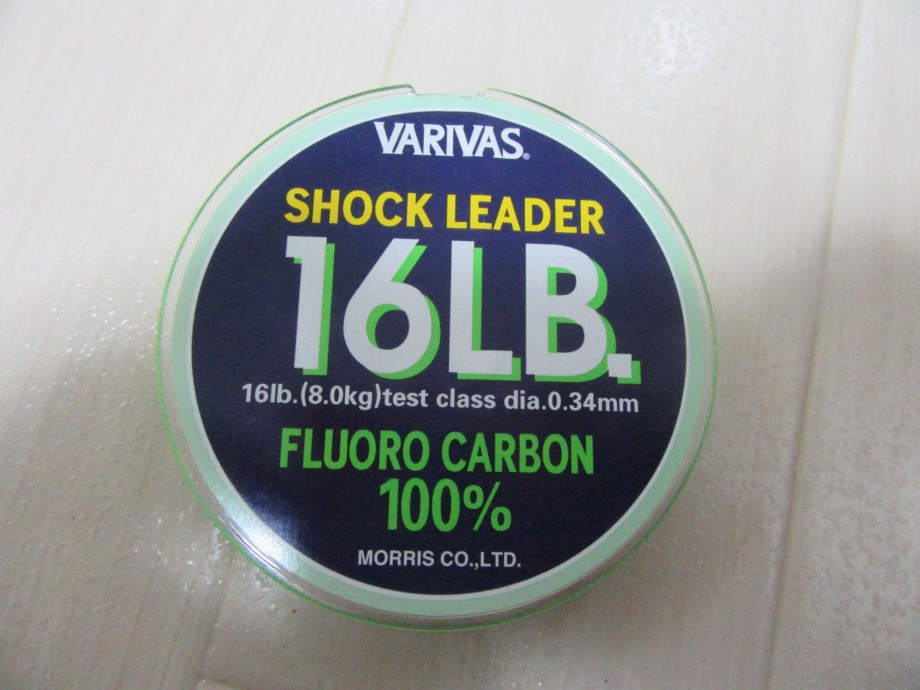 VARIVAS®
SHOCK LEADER
16LB.
16lb.(8.0kg)test class dia.0.34mm
FLUORO CARBON
100%
MORRIS CO.,LTD.